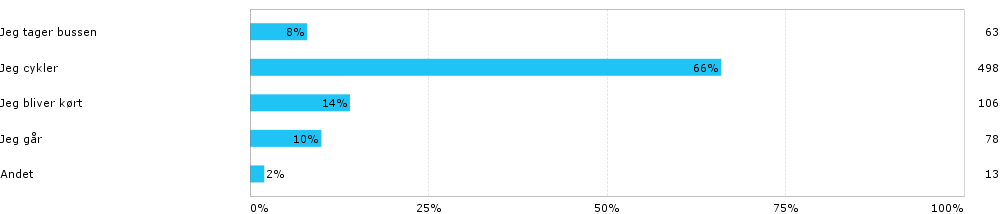 Jeg tager bussen 8% 63
Jeg cykler 66% 498
Jeg bliver kørt 14% 106
Jeg går 10% 78
Andet 2% 13
0% 25% 50% 75% 100%